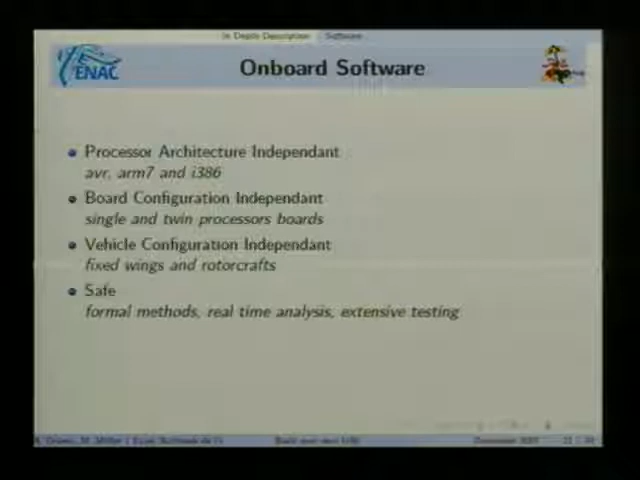 In Depth Description Software
ENAC
Onboard Software
Processor Architecture Independant
avr, arm7 and i386
Board Configuration Independant
single and twin processors boards
Vehicle Configuration Independant
fixed wings and rotorcrafts
Safe
formal methods, real time analysis, extensive testing